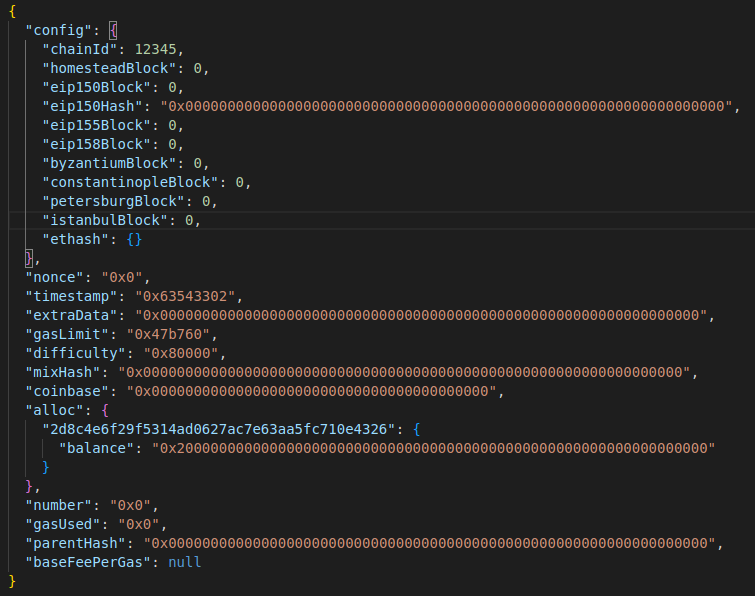 {
"config": {
"chainId": 12345,
"homesteadBlock": 0,
"eip150Block": 0,
"eip150Hash": "0x0000000000000000000000000000000000000000000000000000000000000000",
"eip155Block": 0,
"eip158Block": 0,
"byzantiumBlock": 0,
"constantinopleBlock": 0,
"petersburgBlock": 0,
"istanbulBlock": 0,
"ethash": {}
},
"nonce": "0x0",
"timestamp": "0x63543302",
"extraData": "0x0000000000000000000000000000000000000000000000000000000000000000",
"gasLimit": "0x47b760",
"difficulty": "0x80000",
"mixHash": "0x0000000000000000000000000000000000000000000000000000000000000000",
"coinbase": "0x0000000000000000000000000000000000000000",
"alloc": {
"2d8c4e6f29f5314ad0627ac7e63aa5fc710e4326": {
"balance": "0x200000000000000000000000000000000000000000000000000000000000000"
}
},
"number": "0x0",
"gasUsed": "0x0",
"parentHash": "0x0000000000000000000000000000000000000000000000000000000000000000",
"baseFeePerGas": null
}